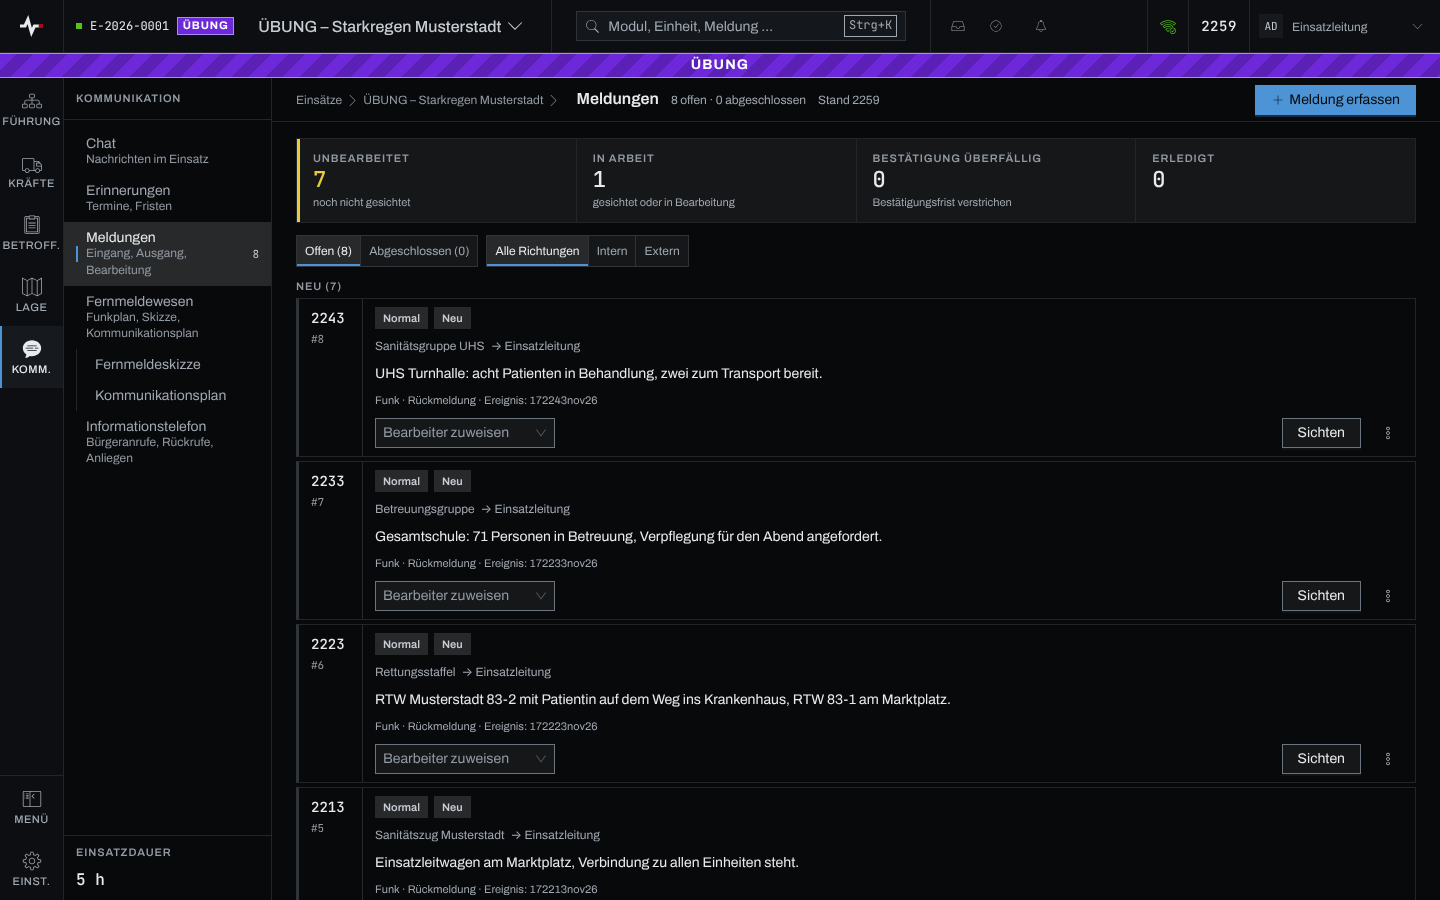 E-2026-0001 ÜBUNG ÜBUNG – Starkregen Musterstadt
Modul, Einheit, Meldung ... Strg+K
2259 AD Einsatzleitung
ÜBUNG
FÜHRUNG
KRÄFTE
BETROFF.
LAGE
KOMM.
MENÜ
EINST.
KOMMUNIKATION
Chat
Nachrichten im Einsatz
Erinnerungen
Termine, Fristen
Meldungen
Eingang, Ausgang, 8
Bearbeitung
Fernmeldewesen
Funkplan, Skizze,
Kommunikationsplan
Fernmeldeskizze
Kommunikationsplan
Informationstelefon
Bürgeranrufe, Rückrufe,
Anliegen
EINSATZDAUER
5 h
Einsätze ÜBUNG – Starkregen Musterstadt Meldungen 8 offen · 0 abgeschlossen Stand 2259
+ Meldung erfassen
UNBEARBEITET
7
noch nicht gesichtet
IN ARBEIT
1
gesichtet oder in Bearbeitung
BESTÄTIGUNG ÜBERFÄLLIG
0
Bestätigungsfrist verstrichen
ERLEDIGT
0
Offen (8) Abgeschlossen (0) Alle Richtungen Intern Extern
NEU (7)
2243 Normal Neu
#8
Sanitätsgruppe UHS → Einsatzleitung
UHS Turnhalle: acht Patienten in Behandlung, zwei zum Transport bereit.
Funk · Rückmeldung · Ereignis: 172243nov26
Bearbeiter zuweisen Sichten
2233 Normal Neu
#7
Betreuungsgruppe → Einsatzleitung
Gesamtschule: 71 Personen in Betreuung, Verpflegung für den Abend angefordert.
Funk · Rückmeldung · Ereignis: 172233nov26
Bearbeiter zuweisen Sichten
2223 Normal Neu
#6
Rettungsstaffel → Einsatzleitung
RTW Musterstadt 83-2 mit Patientin auf dem Weg ins Krankenhaus, RTW 83-1 am Marktplatz.
Funk · Rückmeldung · Ereignis: 172223nov26
Bearbeiter zuweisen Sichten
2213 Normal Neu
#5
Sanitätszug Musterstadt → Einsatzleitung
Einsatzleitwagen am Marktplatz, Verbindung zu allen Einheiten steht.
Funk · Rückmeldung · Ereignis: 172213nov26